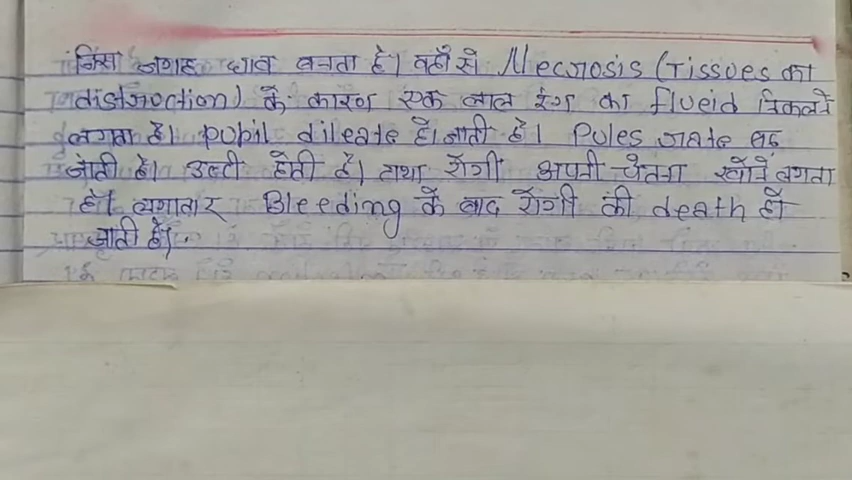 जिस जगह घाव बनता है। वहाँ से Necrosis (Tissues का
distruction) के कारण एक लाल रंग का flueid निकलने
लगता है। pupil dileate हो जाती है। Pules rate बढ़
जाती है। उल्टी होती है। तथा रोगी अपनी चेतना खोने लगता
है। लगातार Bleeding के बाद रोगी की death हो
जाती है।